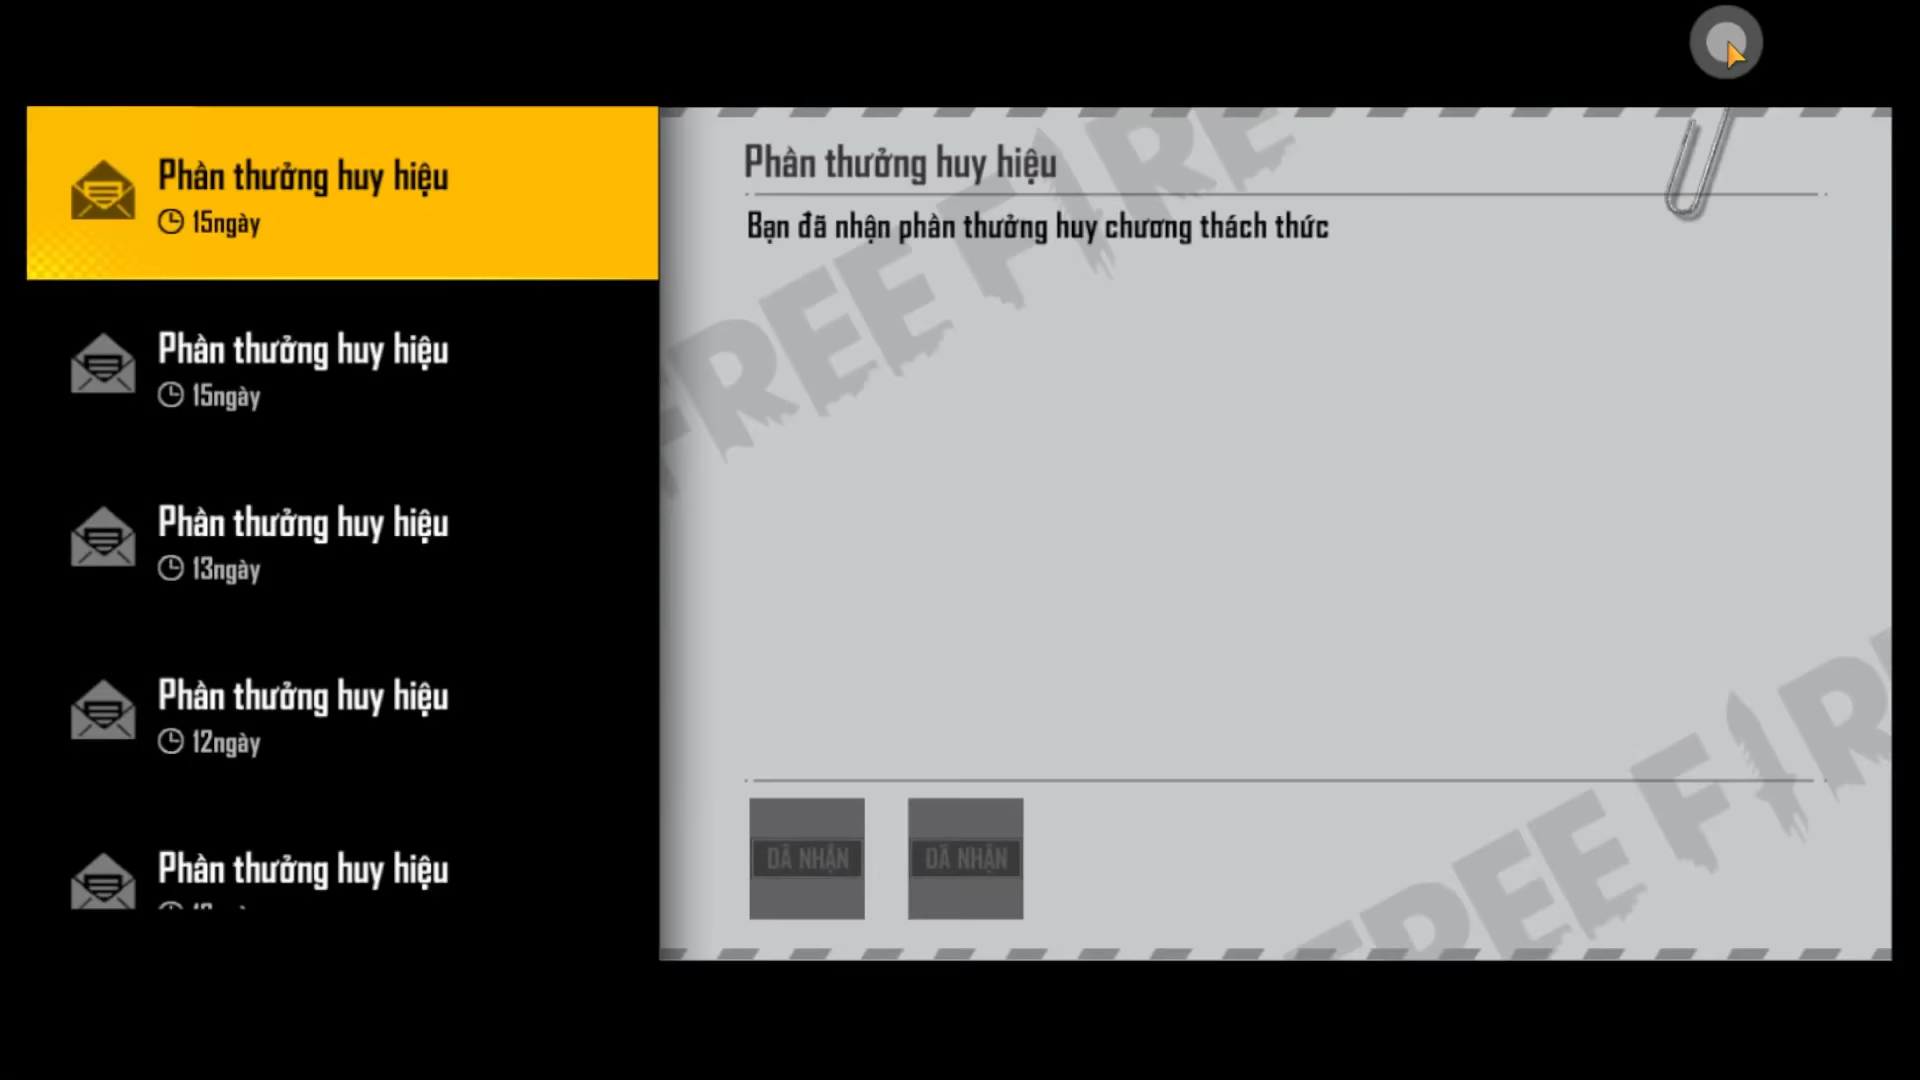 Phần thưởng huy hiệu
15ngày
Phần thưởng huy hiệu
15ngày
Phần thưởng huy hiệu
13ngày
Phần thưởng huy hiệu
12ngày
Phần thưởng huy hiệu
Phần thưởng huy hiệu
Bạn đã nhận phần thưởng huy chương thách thức
FREE FIRE
ĐÃ NHẬN
ĐÃ NHẬN
FREE FIR